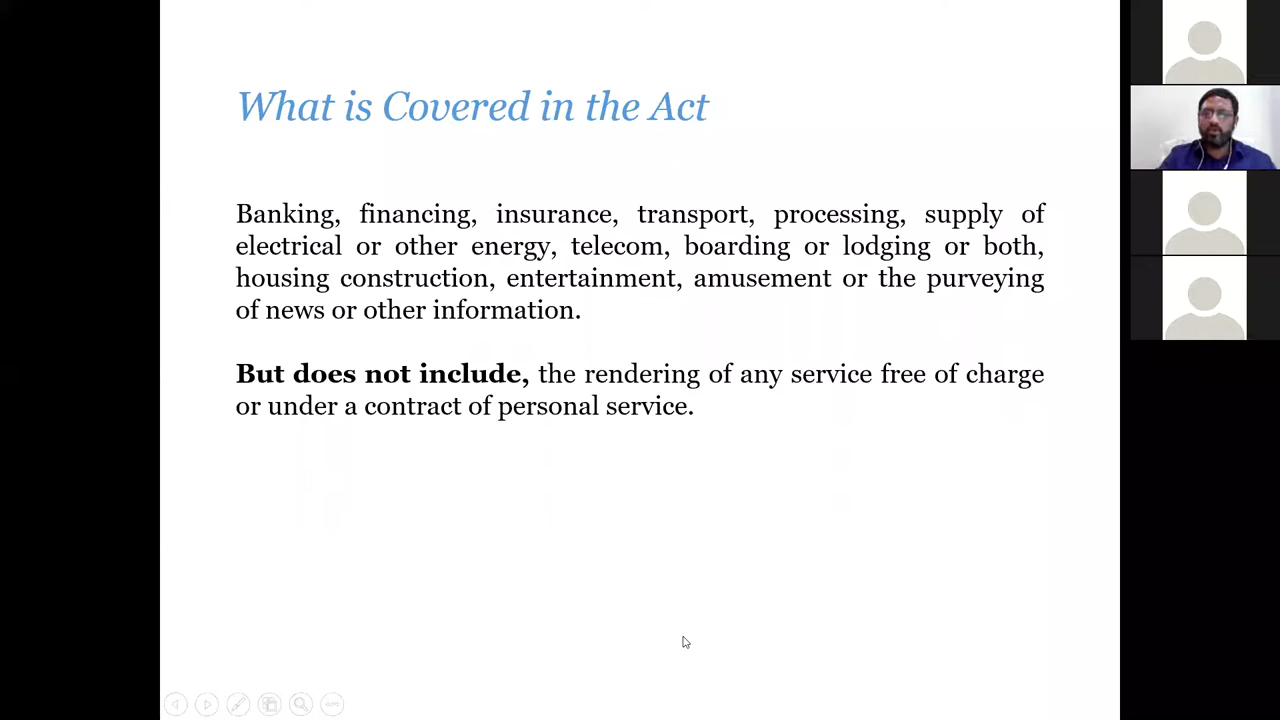 What is Covered in the Act
Banking, financing, insurance, transport, processing, supply of
electrical or other energy, telecom, boarding or lodging or both,
housing construction, entertainment, amusement or the purveying
of news or other information.
But does not include, the rendering of any service free of charge
or under a contract of personal service.